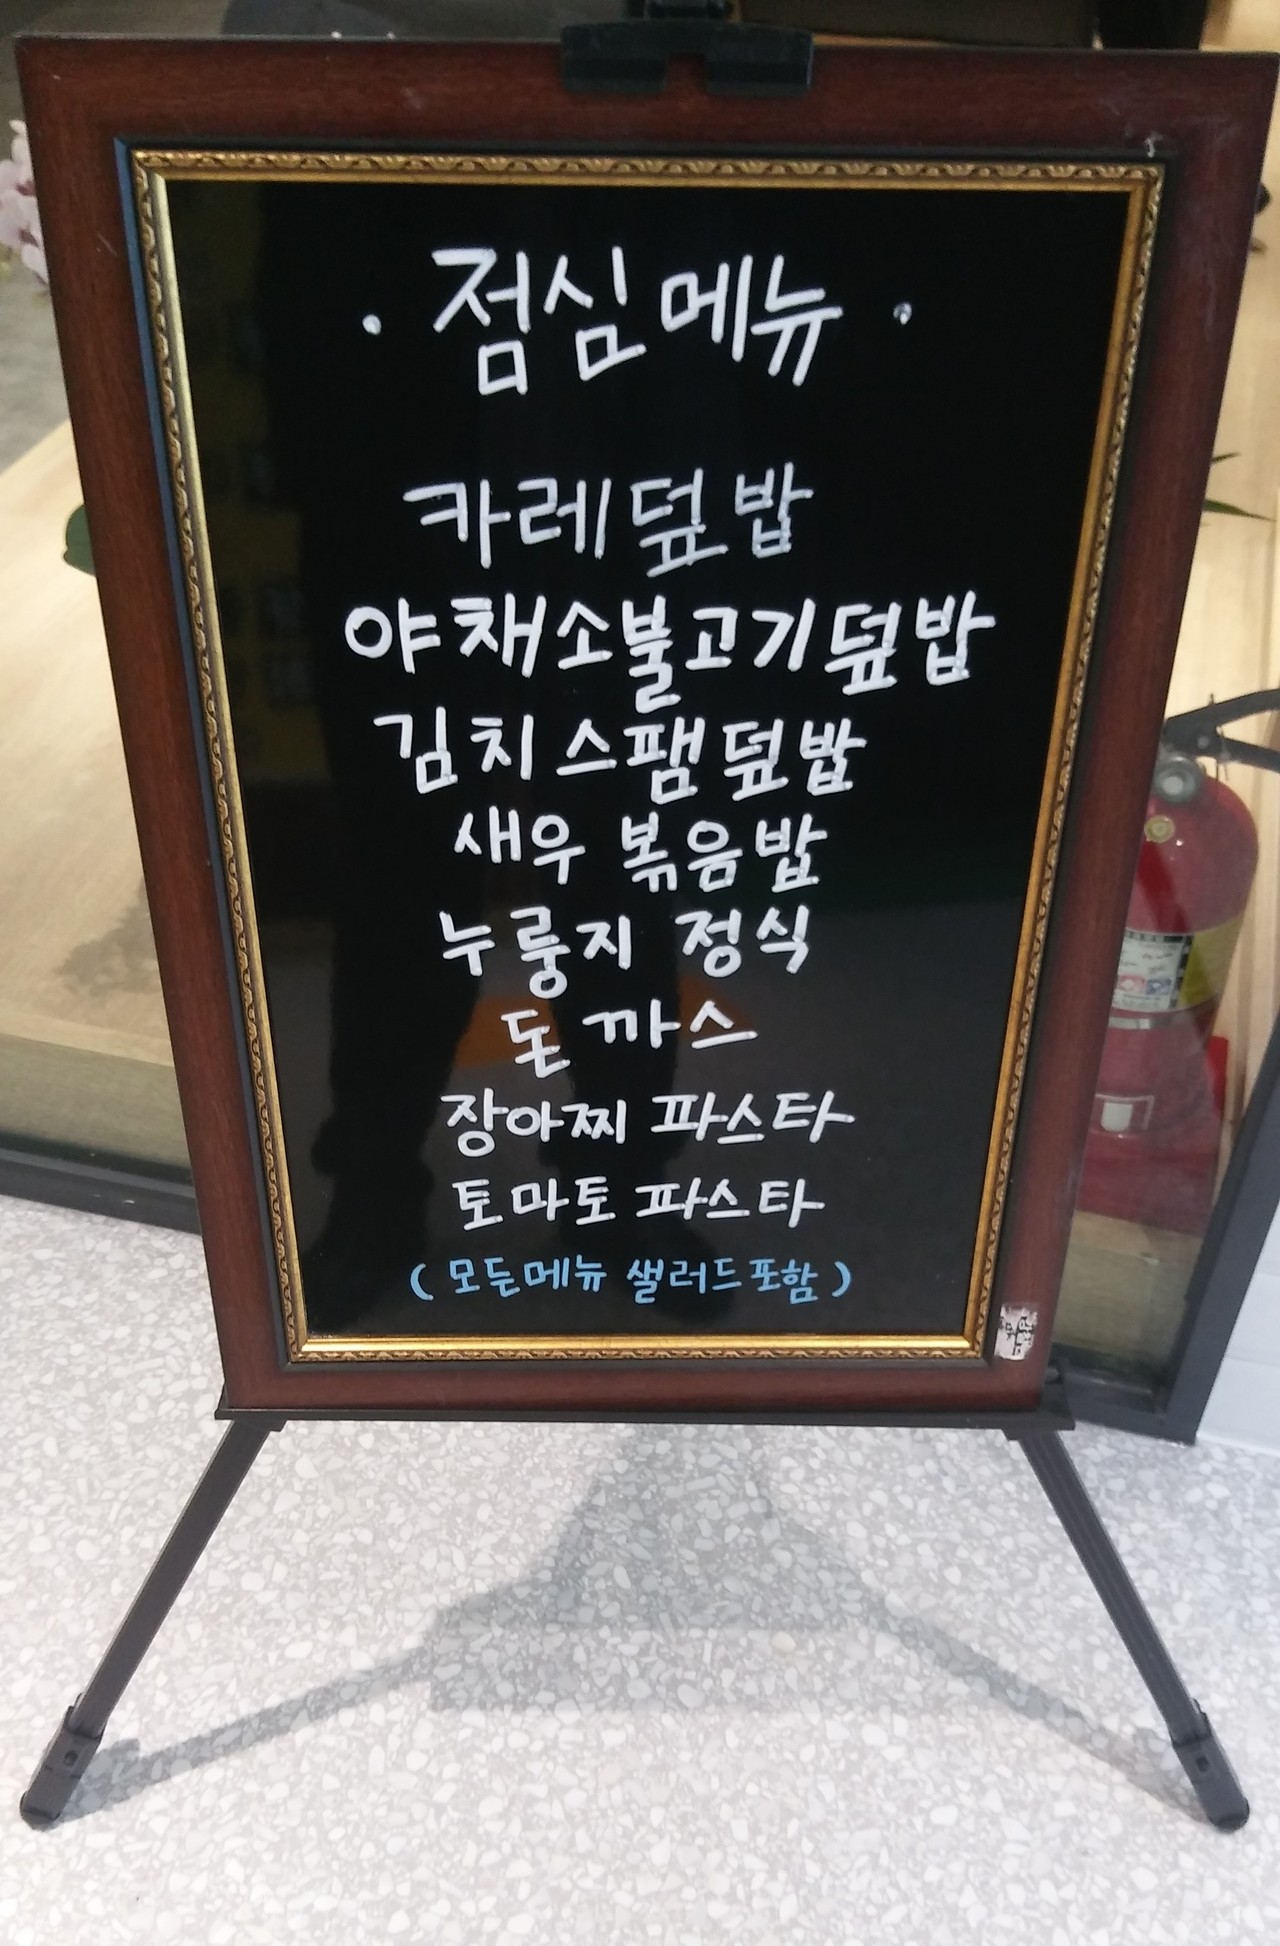 · 점심메뉴 ·
카레덮밥
야채소불고기덮밥
김치스팸덮밥
새우 볶음밥
누룽지 정식
돈까스
장아찌 파스타
토마토 파스타
(모든메뉴 샐러드포함)